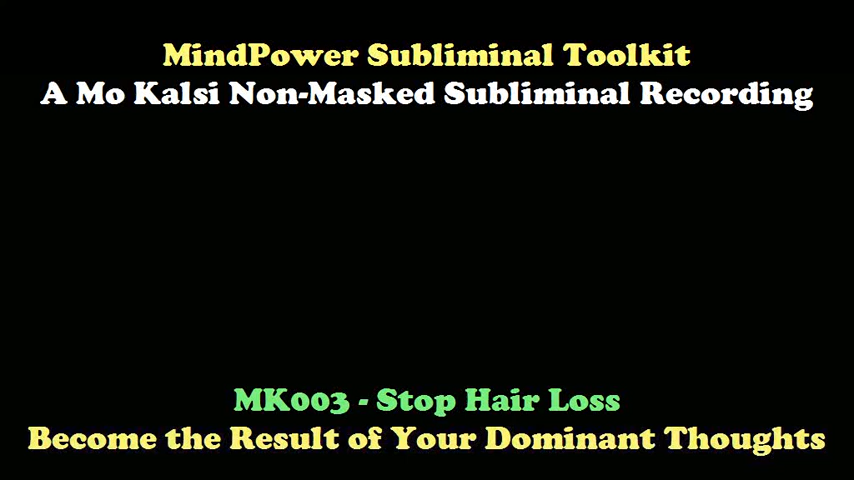 MindPower Subliminal Toolkit
A Mo Kalsi Non-Masked Subliminal Recording
MK003 - Stop Hair Loss
Become the Result of Your Dominant Thoughts